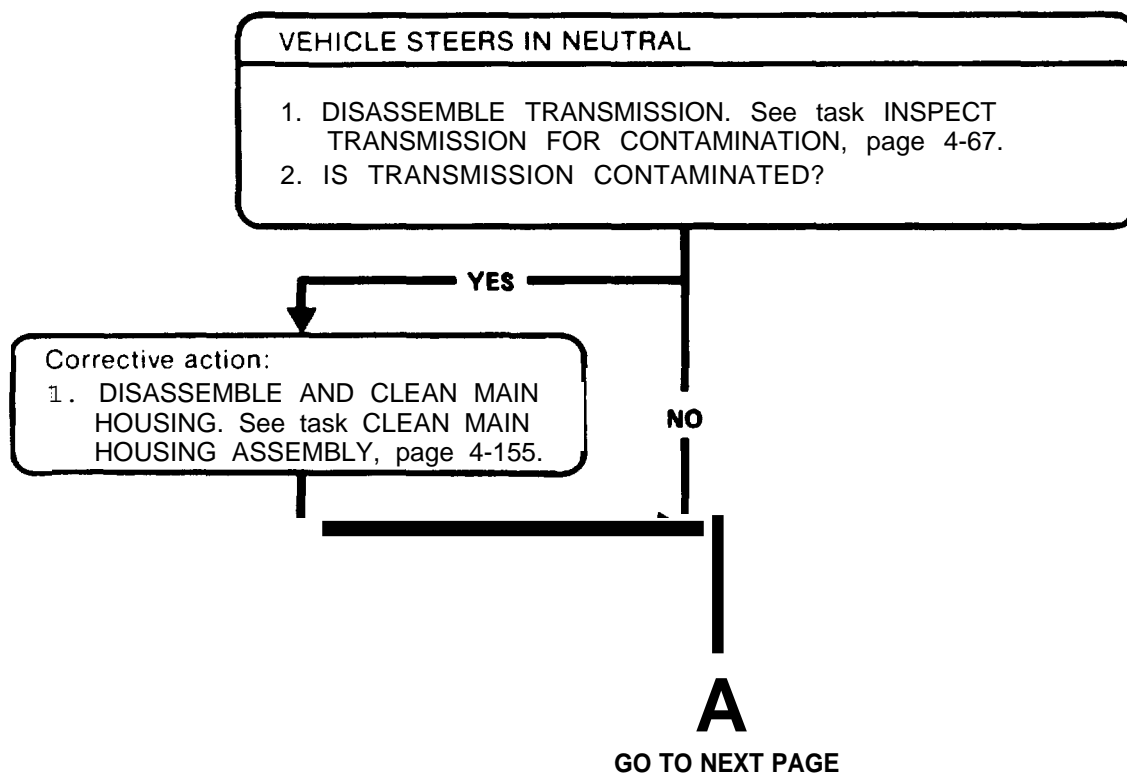 VEHICLE STEERS IN NEUTRAL
1. DISASSEMBLE TRANSMISSION. See task INSPECT
TRANSMISSION FOR CONTAMINATION, page 4-67.
2. IS TRANSMISSION CONTAMINATED?
YES
Corrective action:
1. DISASSEMBLE AND CLEAN MAIN
HOUSING. See task CLEAN MAIN
HOUSING ASSEMBLY, page 4-155.
NO
A
GO TO NEXT PAGE